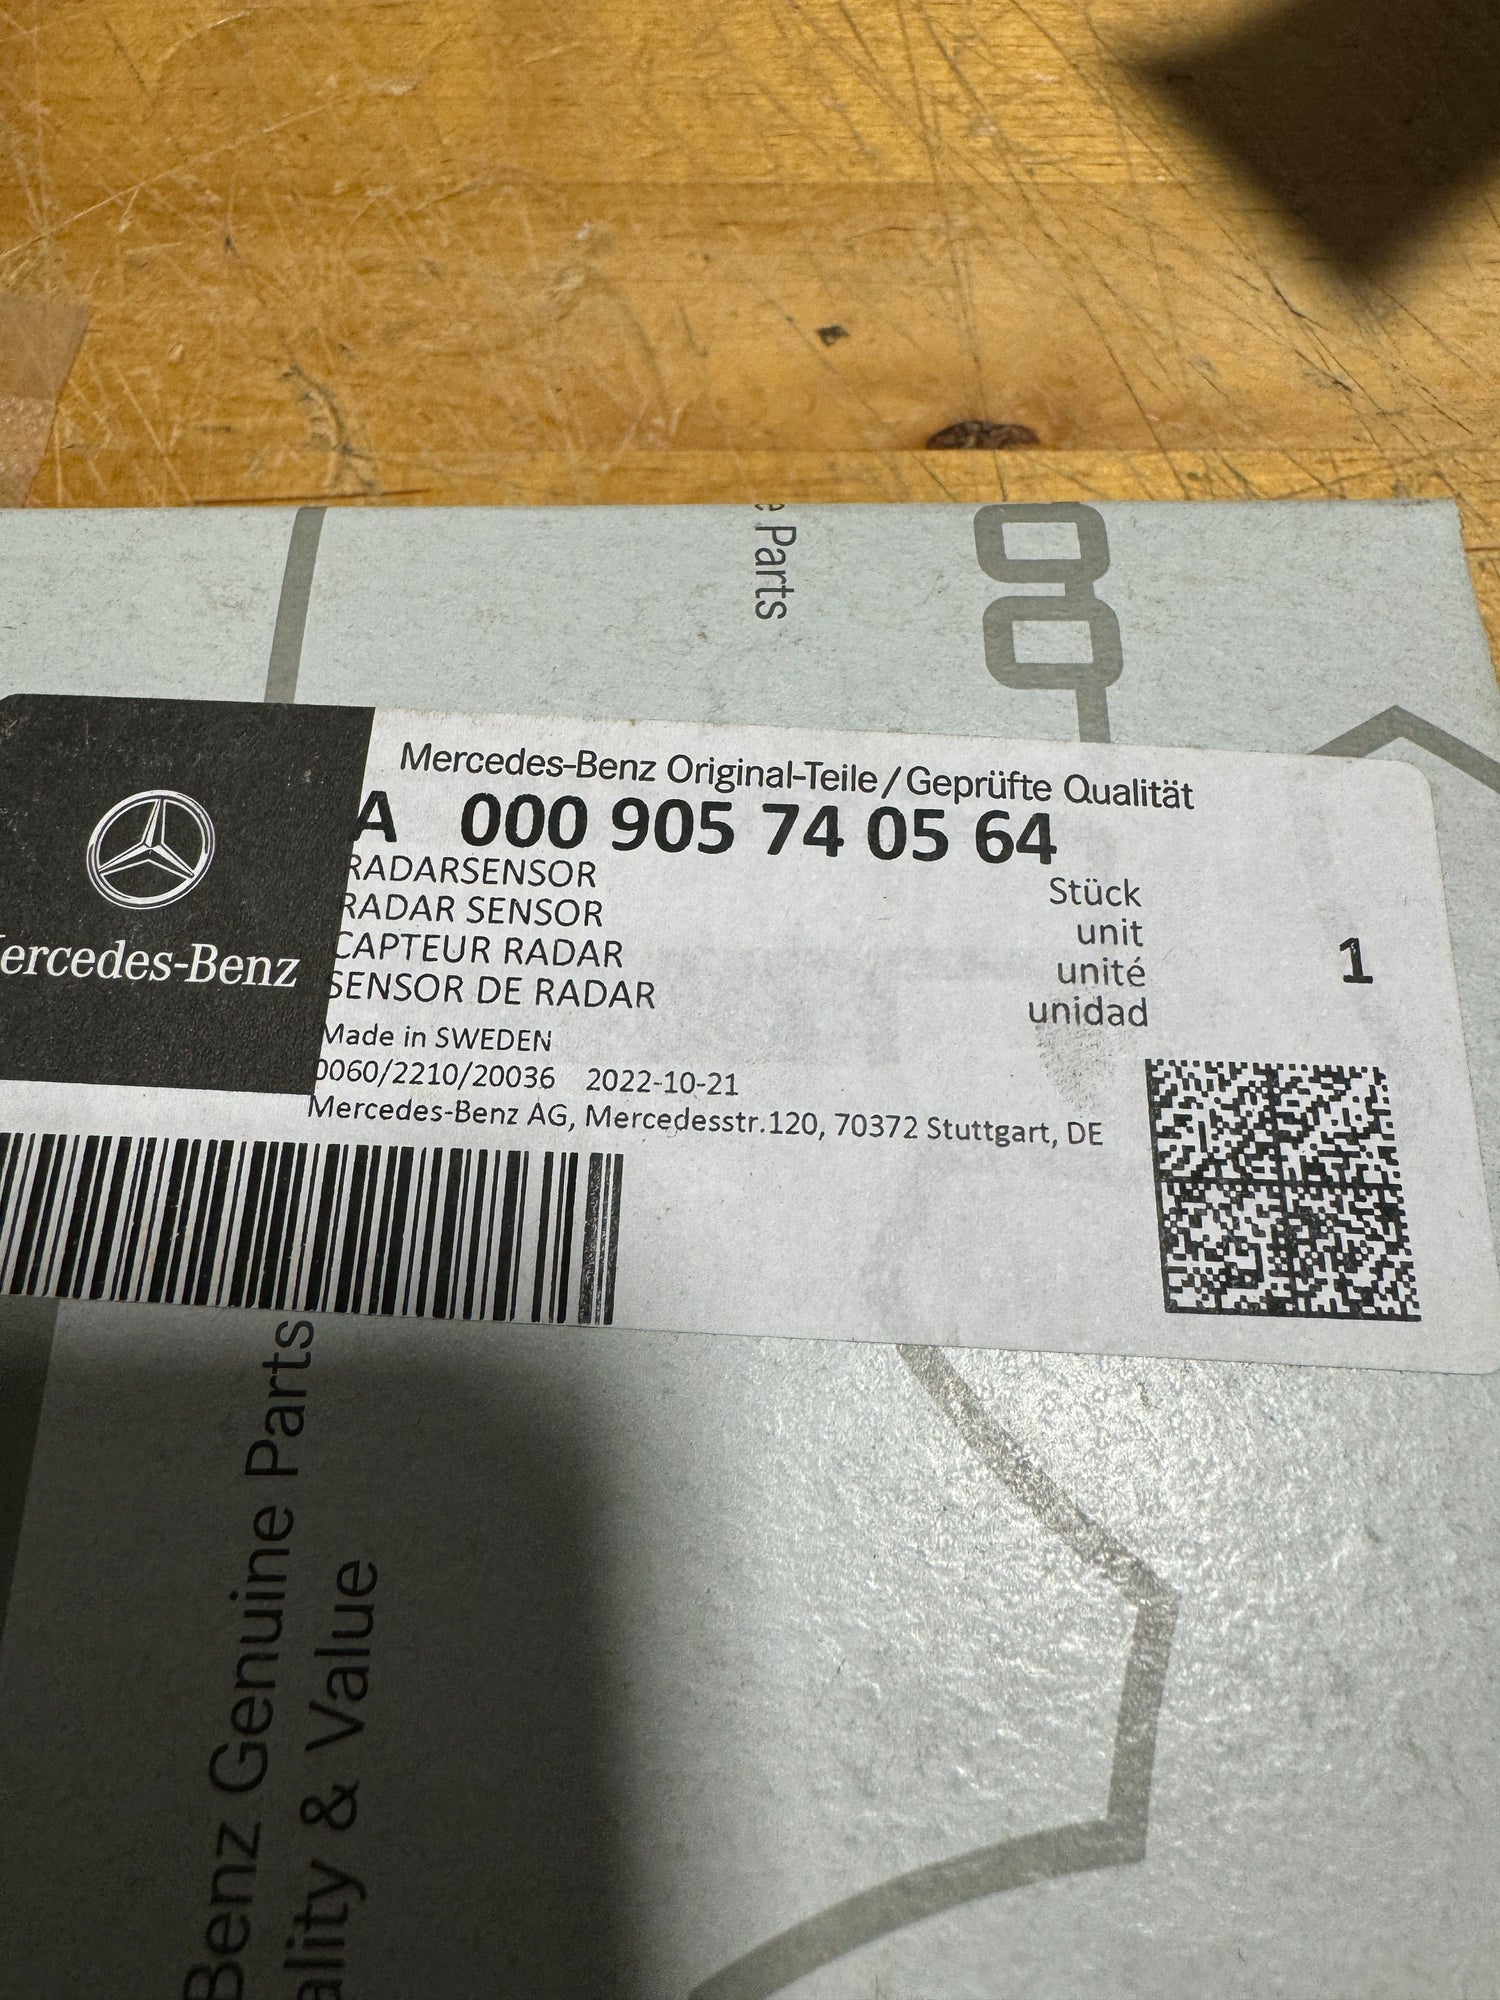 e Parts
Mercedes-Benz Original-Teile/Geprüfte Qualität
A 000 905 74 05 64
RADARSENSOR
RADAR SENSOR
CAPTEUR RADAR
SENSOR DE RADAR
Stück
unit
unité
unidad
1
ercedes-Benz
Made in SWEDEN
0060/2210/20036 2022-10-21
Mercedes-Benz AG, Mercedesstr.120, 70372 Stuttgart, DE
Benz Genuine Parts
ality & Value